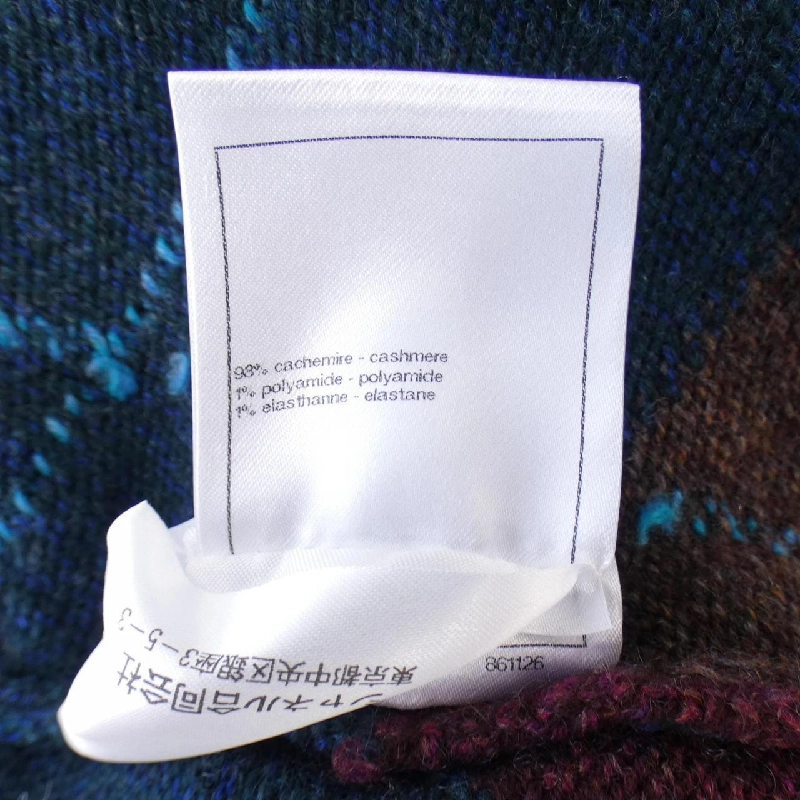 98% cachemire - cashmere
1% polyamide - polyamide
1% elasthanne - elastane
861126
シャネル合同会社
東京都中央区銀座3-5-3